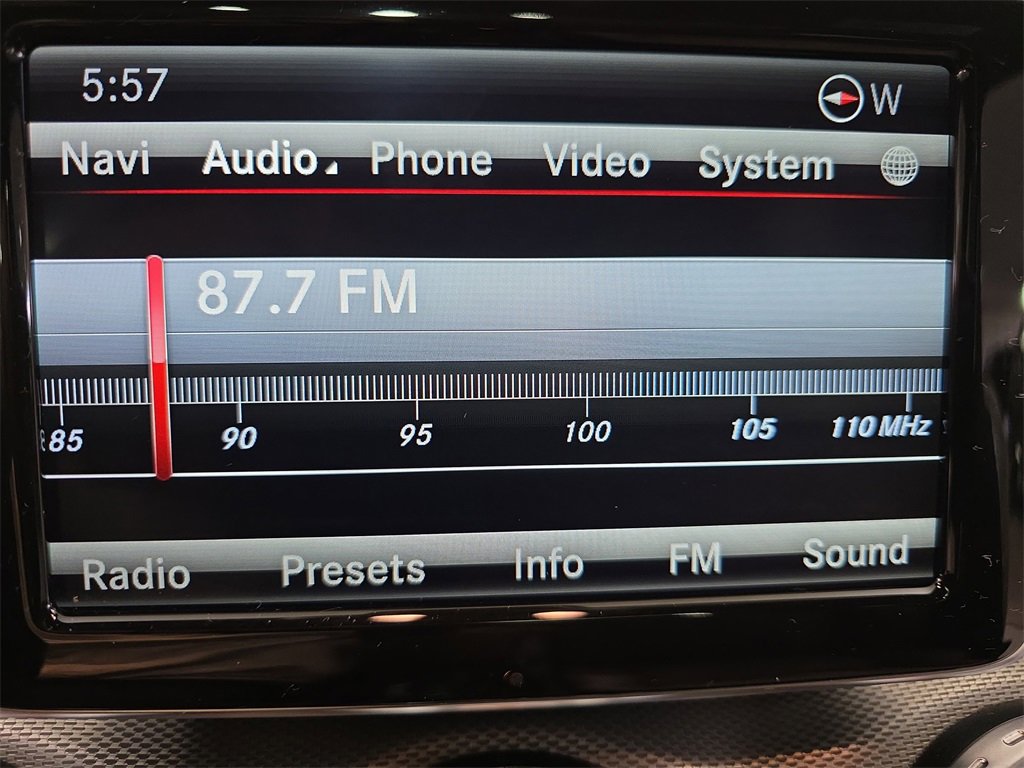 5:57 W
Navi Audio Phone Video System
87.7 FM
85 90 95 100 105 110 MHz
Radio Presets Info FM Sound